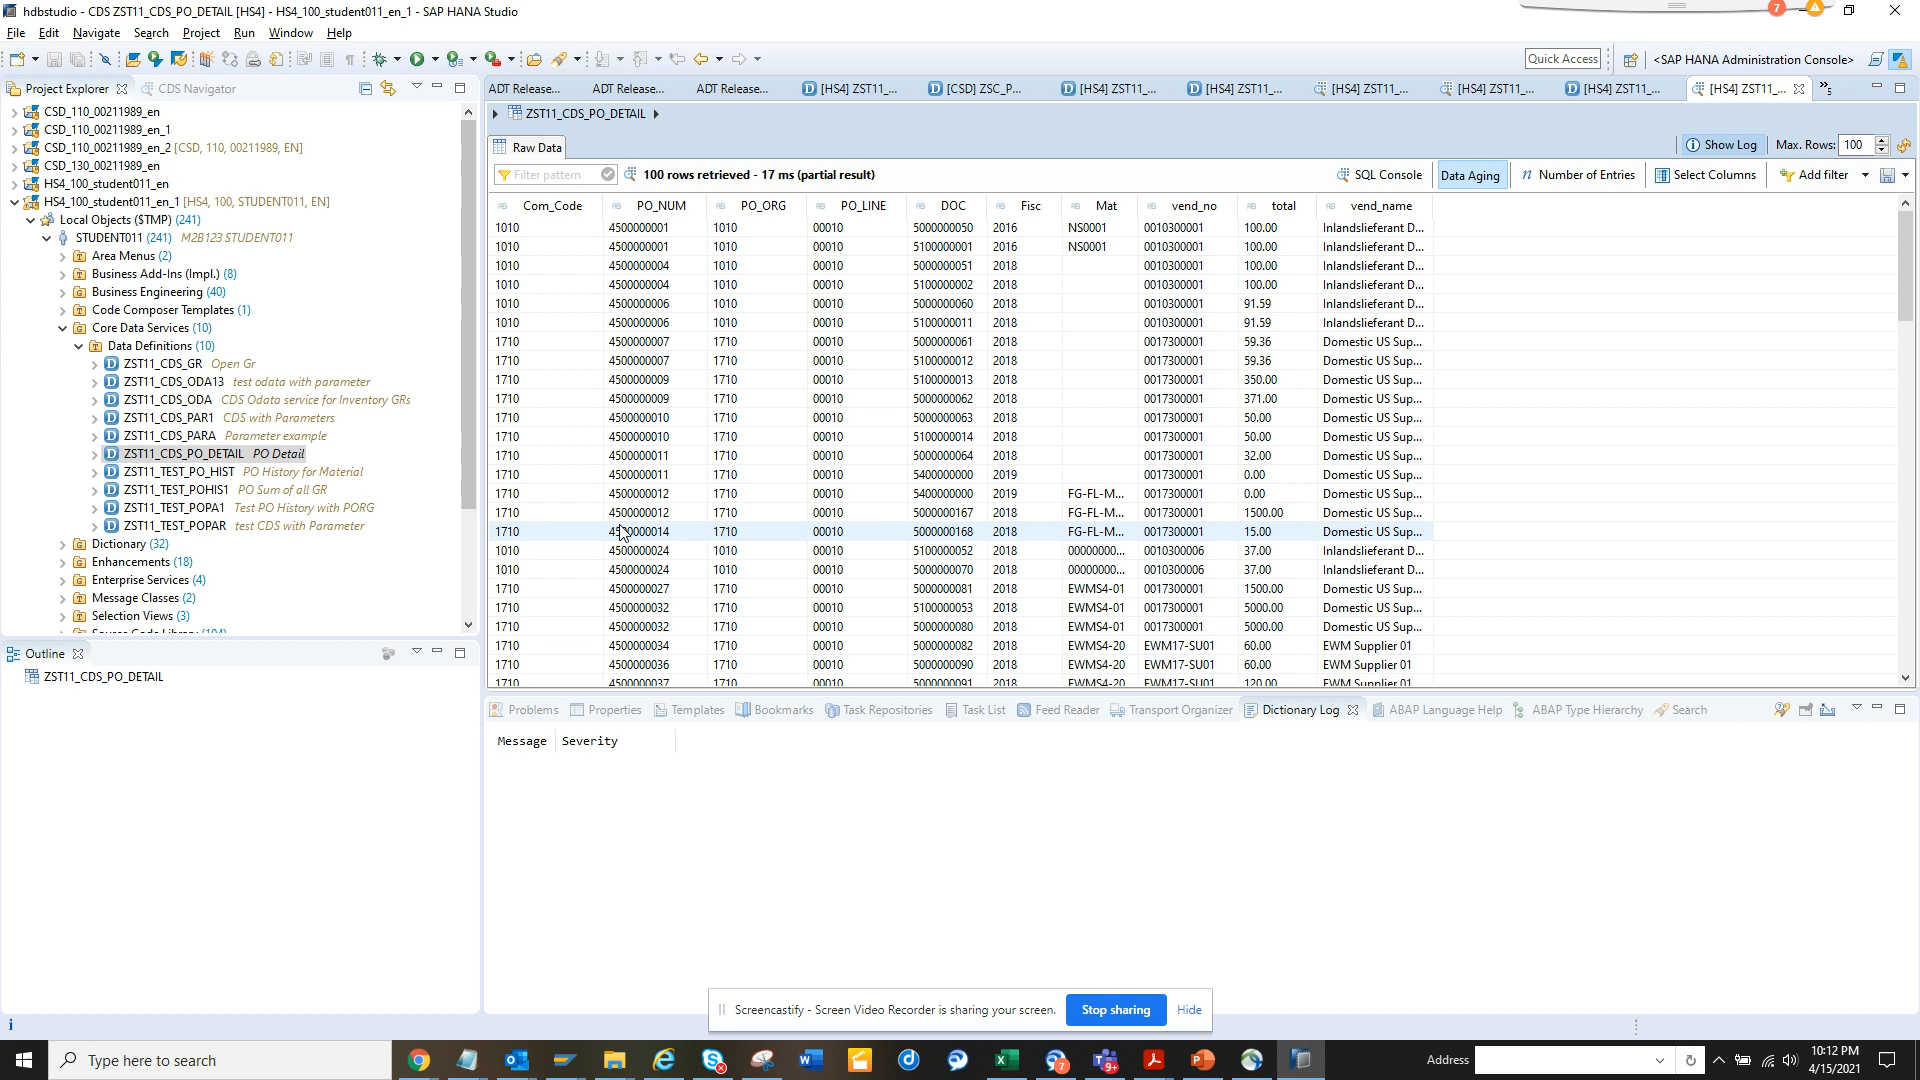 hdbstudio - CDS ZST11_CDS_PO_DETAIL [HS4] - HS4_100_student011_en_1 - SAP HANA Studio
7
File Edit Navigate Search Project Run Window Help
Quick Access
<SAP HANA Administration Console>
Project Explorer
CDS Navigator
CSD_110_00211989_en
CSD_110_00211989_en_1
CSD_110_00211989_en_2 [CSD, 110, 00211989, EN]
CSD_130_00211989_en
HS4_100_student011_en
HS4_100_student011_en_1 [HS4, 100, STUDENT011, EN]
Local Objects ($TMP) (241)
STUDENT011 (241) M2B123 STUDENT011
Area Menus (2)
Business Add-Ins (Impl.) (8)
Business Engineering (40)
Code Composer Templates (1)
Core Data Services (10)
Data Definitions (10)
ZST11_CDS_GR Open Gr
ZST11_CDS_ODA13 test odata with parameter
ZST11_CDS_ODA CDS Odata service for Inventory GRs
ZST11_CDS_PAR1 CDS with Parameters
ZST11_CDS_PARA Parameter example
ZST11_CDS_PO_DETAIL PO Detail
ZST11_TEST_PO_HIST PO History for Material
ZST11_TEST_POHIS1 PO Sum of all GR
ZST11_TEST_POPA1 Test PO History with PORG
ZST11_TEST_POPAR test CDS with Parameter
Dictionary (32)
Enhancements (18)
Enterprise Services (4)
Message Classes (2)
Selection Views (3)
Source Code Library (104)
Outline
ZST11_CDS_PO_DETAIL
ADT Release... ADT Release... ADT Release... [HS4] ZST11_... [CSD] ZSC_P... [HS4] ZST11_... [HS4] ZST11_... [HS4] ZST11_... [HS4] ZST11_... [HS4] ZST11_... [HS4] ZST11_... »5
ZST11_CDS_PO_DETAIL
Raw Data
Show Log
Max. Rows: 100
Filter pattern
100 rows retrieved - 17 ms (partial result)
SQL Console Data Aging Number of Entries Select Columns Add filter
Com_Code PO_NUM PO_ORG PO_LINE DOC Fisc Mat vend_no total vend_name
1010 4500000001 1010 00010 5000000050 2016 NS0001 0010300001 100.00 Inlandslieferant D...
1010 4500000001 1010 00010 5100000001 2016 NS0001 0010300001 100.00 Inlandslieferant D...
1010 4500000004 1010 00010 5000000051 2018 0010300001 100.00 Inlandslieferant D...
1010 4500000004 1010 00010 5100000002 2018 0010300001 100.00 Inlandslieferant D...
1010 4500000006 1010 00010 5000000060 2018 0010300001 91.59 Inlandslieferant D...
1010 4500000006 1010 00010 5100000011 2018 0010300001 91.59 Inlandslieferant D...
1710 4500000007 1710 00010 5000000061 2018 0017300001 59.36 Domestic US Sup...
1710 4500000007 1710 00010 5100000012 2018 0017300001 59.36 Domestic US Sup...
1710 4500000009 1710 00010 5100000013 2018 0017300001 350.00 Domestic US Sup...
1710 4500000009 1710 00010 5000000062 2018 0017300001 371.00 Domestic US Sup...
1710 4500000010 1710 00010 5000000063 2018 0017300001 50.00 Domestic US Sup...
1710 4500000010 1710 00010 5100000014 2018 0017300001 50.00 Domestic US Sup...
1710 4500000011 1710 00010 5000000064 2018 0017300001 32.00 Domestic US Sup...
1710 4500000011 1710 00010 5400000000 2019 0017300001 0.00 Domestic US Sup...
1710 4500000012 1710 00010 5400000000 2019 FG-FL-M... 0017300001 0.00 Domestic US Sup...
1710 4500000012 1710 00010 5000000167 2018 FG-FL-M... 0017300001 1500.00 Domestic US Sup...
1710 4500000014 1710 00010 5000000168 2018 FG-FL-M... 0017300001 15.00 Domestic US Sup...
1010 4500000024 1010 00010 5100000052 2018 00000000... 0010300006 37.00 Inlandslieferant D...
1010 4500000024 1010 00010 5000000070 2018 00000000... 0010300006 37.00 Inlandslieferant D...
1710 4500000027 1710 00010 5000000081 2018 EWMS4-01 0017300001 1500.00 Domestic US Sup...
1710 4500000032 1710 00010 5100000053 2018 EWMS4-01 0017300001 5000.00 Domestic US Sup...
1710 4500000032 1710 00010 5000000080 2018 EWMS4-01 0017300001 5000.00 Domestic US Sup...
1710 4500000034 1710 00010 5000000082 2018 EWMS4-20 EWM17-SU01 60.00 EWM Supplier 01
1710 4500000036 1710 00010 5000000090 2018 EWMS4-20 EWM17-SU01 60.00 EWM Supplier 01
1710 4500000037 1710 00010 5000000091 2018 EWMS4-20 EWM17-SU01 120.00 EWM Supplier 01
Problems Properties Templates Bookmarks Task Repositories Task List Feed Reader Transport Organizer Dictionary Log ABAP Language Help ABAP Type Hierarchy Search
Message Severity
Screencastify - Screen Video Recorder is sharing your screen. Stop sharing Hide
Type here to search
7
9+
Address
10:12 PM
4/15/2021